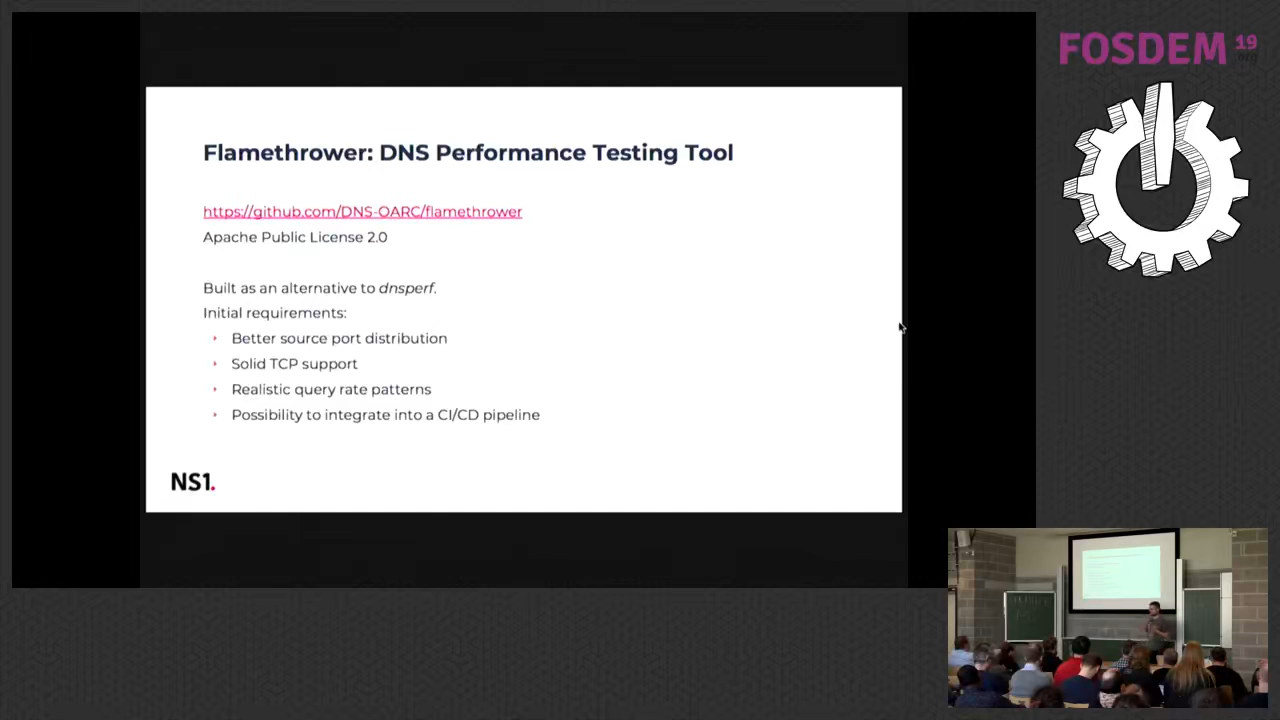 Flamethrower: DNS Performance Testing Tool
https://github.com/DNS-OARC/flamethrower
Apache Public License 2.0
Built as an alternative to dnsperf.
Initial requirements:
Better source port distribution
Solid TCP support
Realistic query rate patterns
Possibility to integrate into a CI/CD pipeline
NS1.
FOSDEM 19
.org